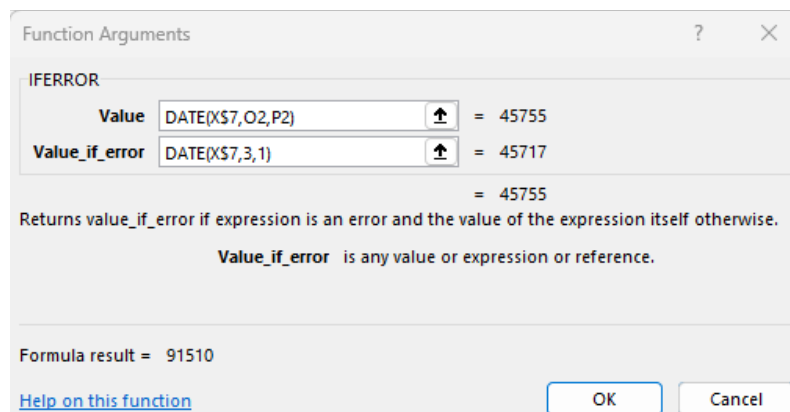 Function Arguments ? ×
IFERROR
Value DATE(X$7,O2,P2) = 45755
Value_if_error DATE(X$7,3,1) = 45717
= 45755
Returns value_if_error if expression is an error and the value of the expression itself otherwise.
Value_if_error is any value or expression or reference.
Formula result = 91510
Help on this function OK Cancel